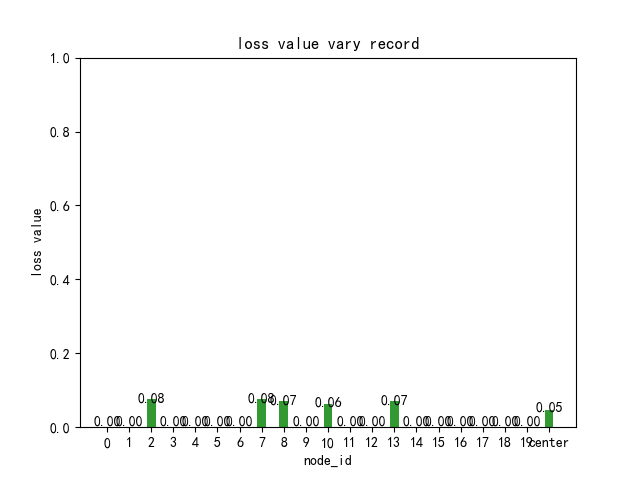 loss value vary record
1.0
0.8
0.6
0.4
0.2
0.0
loss value
0.00 0.00 0.08 0.00 0.00 0.00 0.00 0.08 0.07 0.00 0.06 0.00 0.00 0.07 0.00 0.00 0.00 0.00 0.00 0.00 0.05
0 1 2 3 4 5 6 7 8 9 10 11 12 13 14 15 16 17 18 19 center
node_id